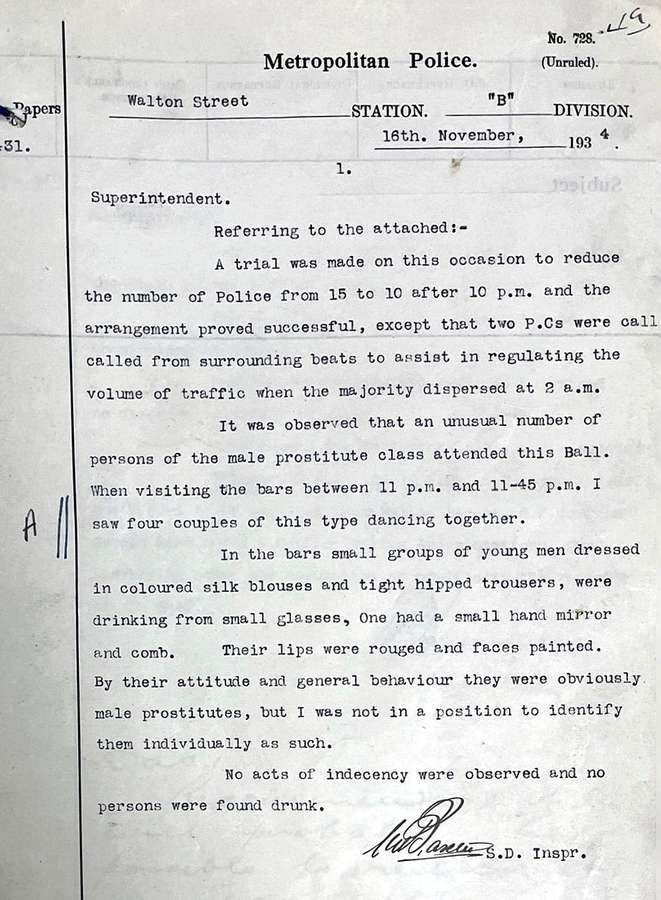 49
No. 728.
Metropolitan Police.
(Unruled).
Papers
Walton Street STATION. "B" DIVISION.
431.
16th. November, 1934.
1.
Superintendent.
Referring to the attached:-
A trial was made on this occasion to reduce
the number of Police from 15 to 10 after 10 p.m. and the
arrangement proved successful, except that two P.Cs were call
called from surrounding beats to assist in regulating the
volume of traffic when the majority dispersed at 2 a.m.
It was observed that an unusual number of
persons of the male prostitute class attended this Ball.
When visiting the bars between 11 p.m. and 11-45 p.m. I
saw four couples of this type dancing together.
A
In the bars small groups of young men dressed
in coloured silk blouses and tight hipped trousers, were
drinking from small glasses, One had a small hand mirror
and comb. Their lips were rouged and faces painted.
By their attitude and general behaviour they were obviously
male prostitutes, but I was not in a position to identify
them individually as such.
No acts of indecency were observed and no
persons were found drunk.
S.D. Inspr.
Subject